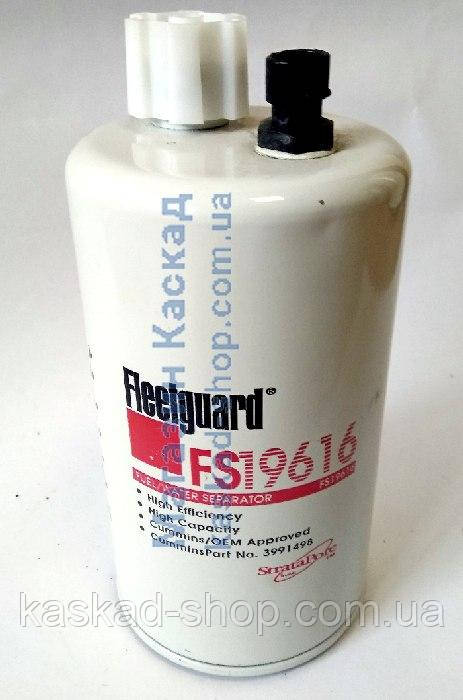 Магазин Каскад
kaskad-shop.com.ua
Fleetguard®
FS19616
FUEL/WATER SEPARATOR FS19616
• High Efficiency
• High Capacity
• Cummins/OEM Approved
CumminsPart No. 3991498
StrataPore
kaskad-shop.com.ua